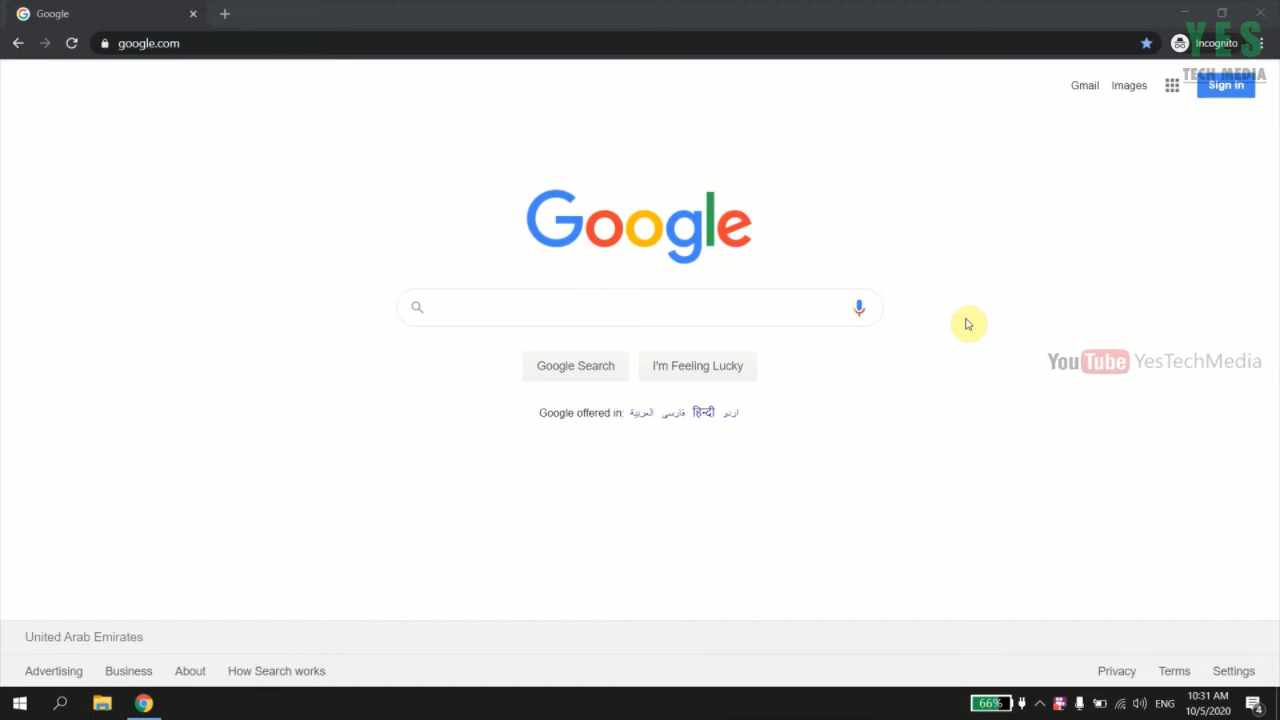 Google
google.com
Incognito
YES
TECH MEDIA
Gmail Images Sign in
Google
Google Search I'm Feeling Lucky
YouTube YesTechMedia
Google offered in: العربية فارسی हिन्दी اردو
United Arab Emirates
Advertising Business About How Search works Privacy Terms Settings
66% ENG 10:31 AM
10/5/2020 4